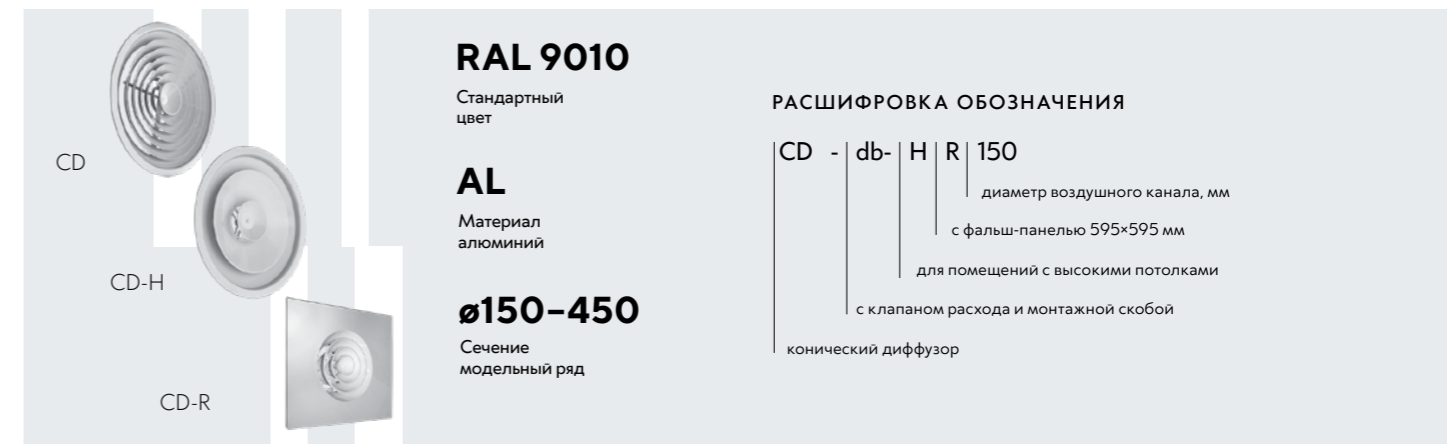 CD
CD-H
CD-R
RAL 9010
Стандартный
цвет
AL
Материал
алюминий
ø150–450
Сечение
модельный ряд
РАСШИФРОВКА ОБОЗНАЧЕНИЯ
CD - db- H R 150
диаметр воздушного канала, мм
с фальш-панелью 595×595 мм
для помещений с высокими потолками
с клапаном расхода и монтажной скобой
конический диффузор